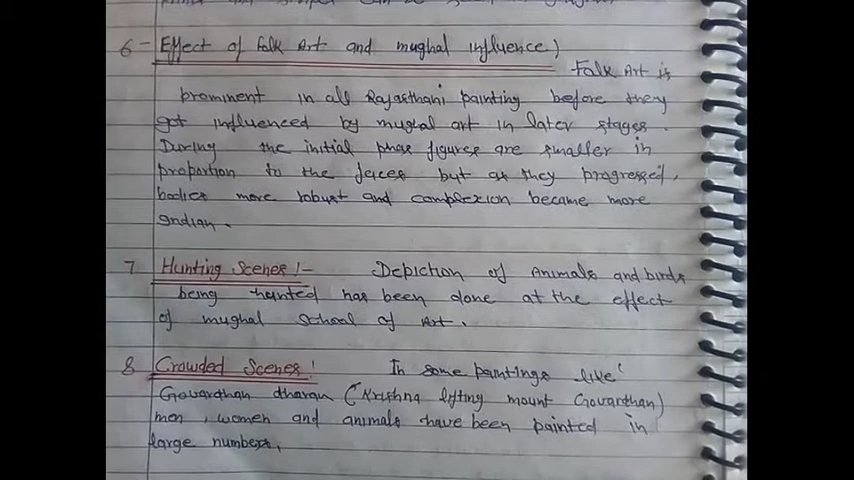 6 - Effect of Folk Art and mughal influence)
Folk Art is
prominent in all Rajasthani painting before they
got influenced by mughal art in later stages.
During the initial phas figures are smaller in
proportion to the faces but as they progressed,
bodies more robust and complexion became more
Indian.
7 Hunting Scenes!- Depiction of Animals and birds
being hunted has been done at the effect
of mughal School of Art.
8 Crowded Scenes! In some paintings like'
Govardhan dharan (Krishna lifting mount Govardhan)
men, women and animals have been painted in
large numbers,